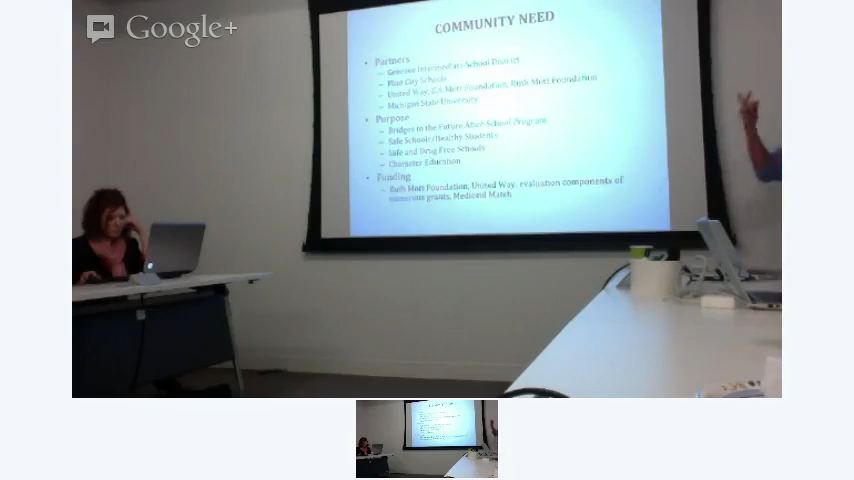 Google+
COMMUNITY NEED
• Partners
– Genesee Intermediate School District
– Flint City Schools
– United Way, C.S. Mott Foundation, Ruth Mott Foundation
– Michigan State University
• Purpose
– Bridges to the Future After-School Program
– Safe Schools/Healthy Students
– Safe and Drug Free Schools
– Character Education
• Funding
– Ruth Mott Foundation, United Way, evaluation components of
numerous grants, Medicaid Match